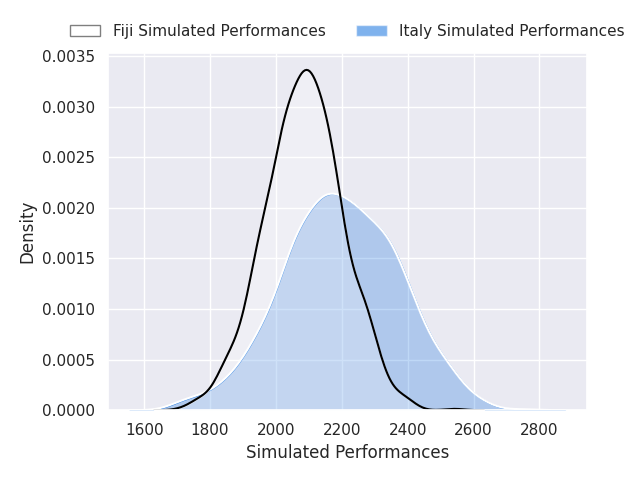 Fiji Simulated Performances Italy Simulated Performances
0.0035
0.0030
0.0025
0.0020
0.0015
0.0010
0.0005
0.0000
Density
1600 1800 2000 2200 2400 2600 2800
Simulated Performances